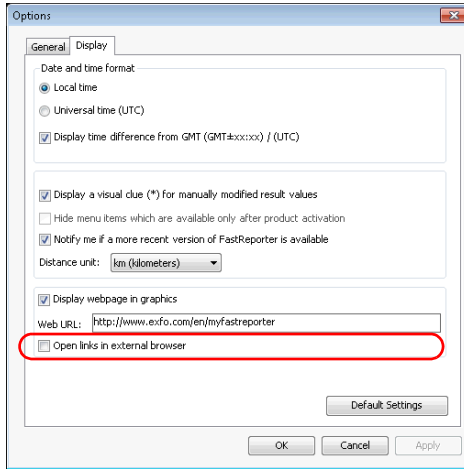 Options
General Display
Date and time format
Local time
Universal time (UTC)
Display time difference from GMT (GMT±xx:xx) / (UTC)
Display a visual clue (*) for manually modified result values
Hide menu items which are available only after product activation
Notify me if a more recent version of FastReporter is available
Distance unit: km (kilometers)
Display webpage in graphics
Web URL: http://www.exfo.com/en/myfastreporter
Open links in external browser
Default Settings
OK Cancel Apply